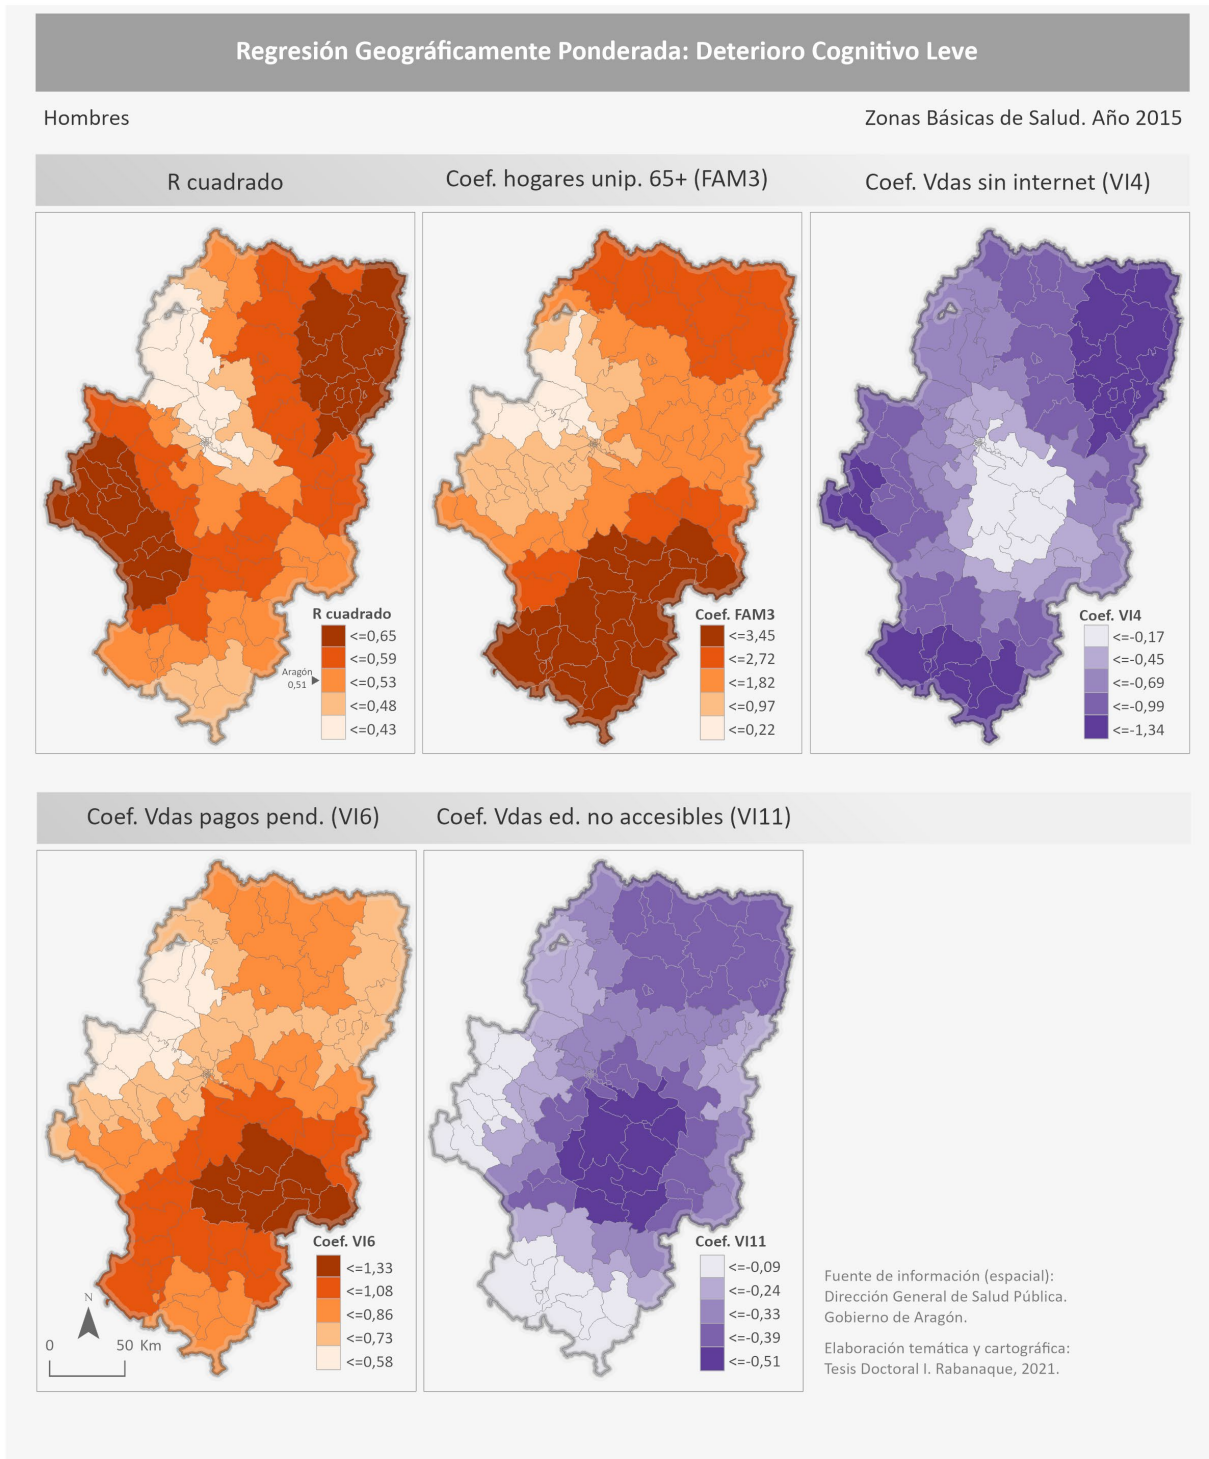 Regresión Geográficamente Ponderada: Deterioro Cognitivo Leve
Hombres
Zonas Básicas de Salud. Año 2015
R cuadrado
Coef. hogares unip. 65+ (FAM3)
Coef. Vdas sin internet (VI4)
R cuadrado
<=0,65
<=0,59
<=0,53
<=0,48
<=0,43
Aragón
0,51
Coef. FAM3
<=3,45
<=2,72
<=1,82
<=0,97
<=0,22
Coef. VI4
<=-0,17
<=-0,45
<=-0,69
<=-0,99
<=-1,34
Coef. Vdas pagos pend. (VI6)
Coef. Vdas ed. no accesibles (VI11)
Coef. VI6
<=1,33
<=1,08
<=0,86
<=0,73
<=0,58
N
0 50 Km
Coef. VI11
<=-0,09
<=-0,24
<=-0,33
<=-0,39
<=-0,51
Fuente de información (espacial):
Dirección General de Salud Pública.
Gobierno de Aragón.
Elaboración temática y cartográfica:
Tesis Doctoral I. Rabanaque, 2021.